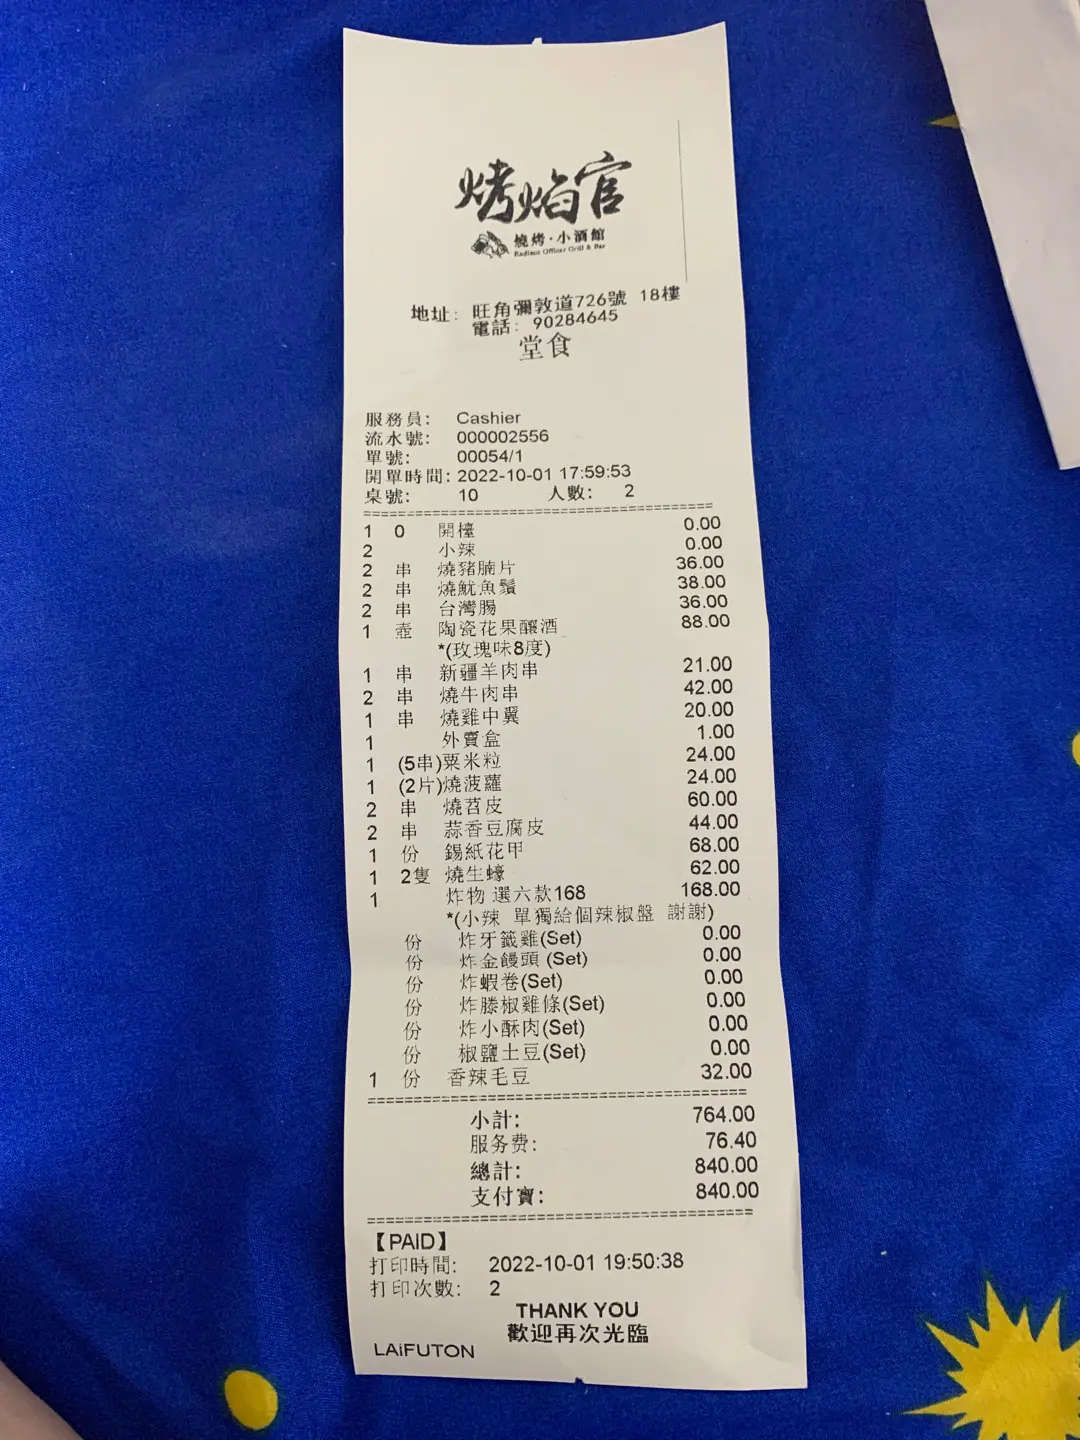 烤焰官
燒烤·小酒館
Radiant Officer Grill & Bar
地址: 旺角彌敦道726號 18樓
電話: 90284645
堂食
服務員: Cashier
流水號: 000002556
單號: 00054/1
開單時間: 2022-10-01 17:59:53
桌號: 10 人數: 2
1 0 開檯 0.00
2 小辣 0.00
2 串 燒豬腩片 36.00
2 串 燒魷魚鬚 38.00
2 串 台灣腸 36.00
1 壺 陶瓷花果釀酒 88.00
*(玫瑰味8度)
1 串 新疆羊肉串 21.00
2 串 燒牛肉串 42.00
1 串 燒雞中翼 20.00
1 外賣盒 1.00
1 (5串)粟米粒 24.00
1 (2片)燒菠蘿 24.00
2 串 燒苕皮 60.00
2 串 蒜香豆腐皮 44.00
1 份 錫紙花甲 68.00
1 2隻 燒生蠔 62.00
1 炸物 選六款168 168.00
*(小辣 單獨給個辣椒盤 謝謝)
份 炸牙籤雞(Set) 0.00
份 炸金饅頭 (Set) 0.00
份 炸蝦卷(Set) 0.00
份 炸滕椒雞條(Set) 0.00
份 炸小酥肉(Set) 0.00
份 椒鹽土豆(Set) 0.00
1 份 香辣毛豆 32.00
小計: 764.00
服务费: 76.40
總計: 840.00
支付寶: 840.00
【PAID】
打印時間: 2022-10-01 19:50:38
打印次數: 2
THANK YOU
歡迎再次光臨
LAiFUTON